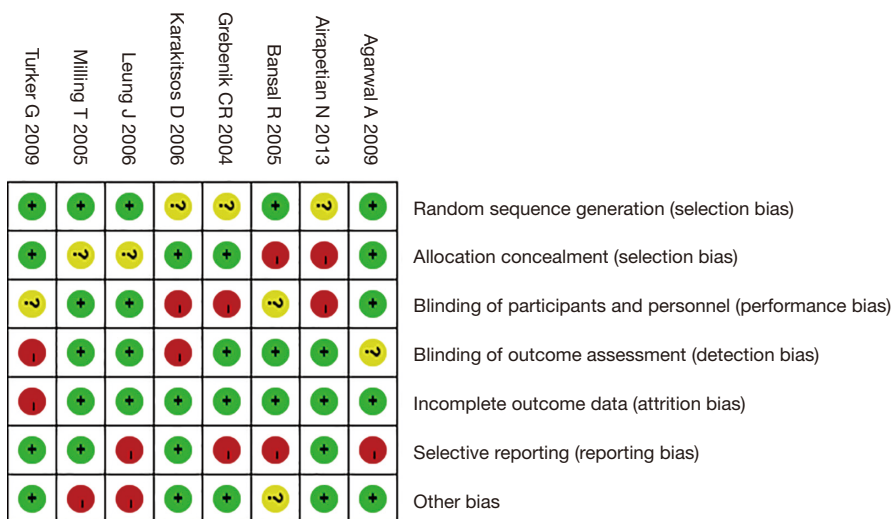 Turker G 2009
Milling T 2005
Leung J 2006
Karakitsos D 2006
Grebenik CR 2004
Bansal R 2005
Airapetian N 2013
Agarwal A 2009
+ + + ? ? + ? + Random sequence generation (selection bias)
+ ? ? + + − − + Allocation concealment (selection bias)
? + + − − ? − + Blinding of participants and personnel (performance bias)
− + + − + + + ? Blinding of outcome assessment (detection bias)
− + + + + + + + Incomplete outcome data (attrition bias)
+ + − + − − + − Selective reporting (reporting bias)
+ − − + + ? + + Other bias